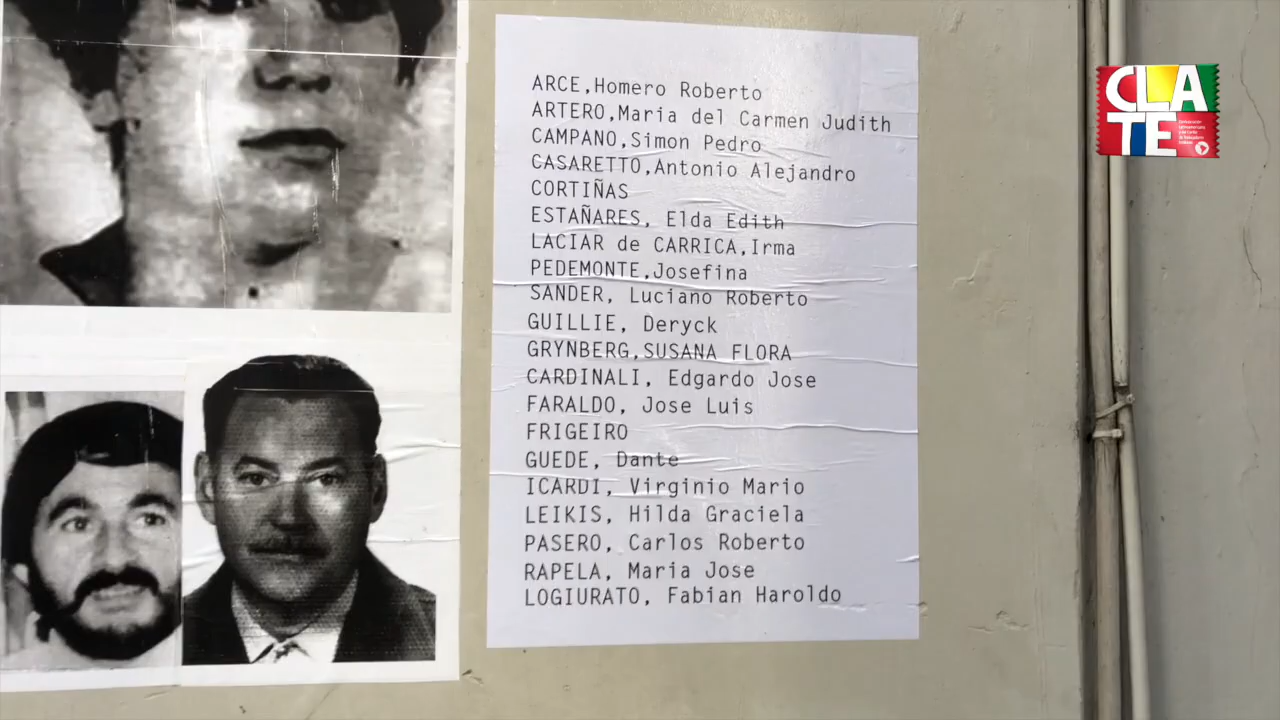 ARCE,Homero Roberto
ARTERO,Maria del Carmen Judith
CAMPANO,Simon Pedro
CASARETTO,Antonio Alejandro
CORTIÑAS
ESTAÑARES, Elda Edith
LACIAR de CARRICA,Irma
PEDEMONTE,Josefina
SANDER, Luciano Roberto
GUILLIE, Deryck
GRYNBERG,SUSANA FLORA
CARDINALI, Edgardo Jose
FARALDO, Jose Luis
FRIGEIRO
GUEDE, Dante
ICARDI, Virginio Mario
LEIKIS, Hilda Graciela
PASERO, Carlos Roberto
RAPELA, Maria Jose
LOGIURATO, Fabian Haroldo
CLA
TE